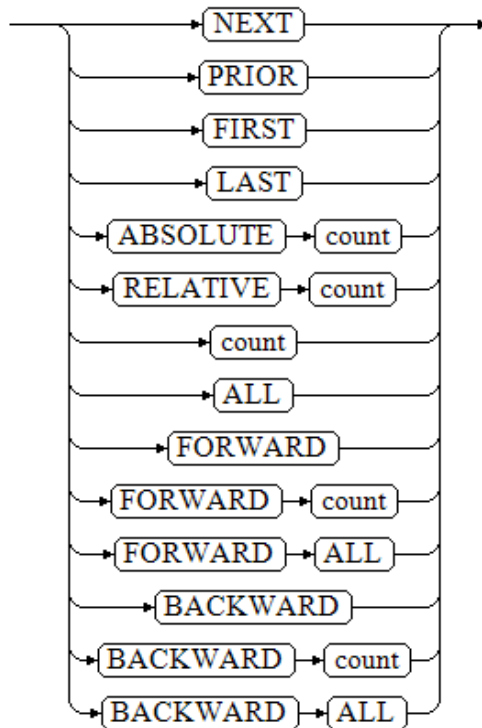 NEXT
PRIOR
FIRST
LAST
ABSOLUTE count
RELATIVE count
count
ALL
FORWARD
FORWARD count
FORWARD ALL
BACKWARD
BACKWARD count
BACKWARD ALL